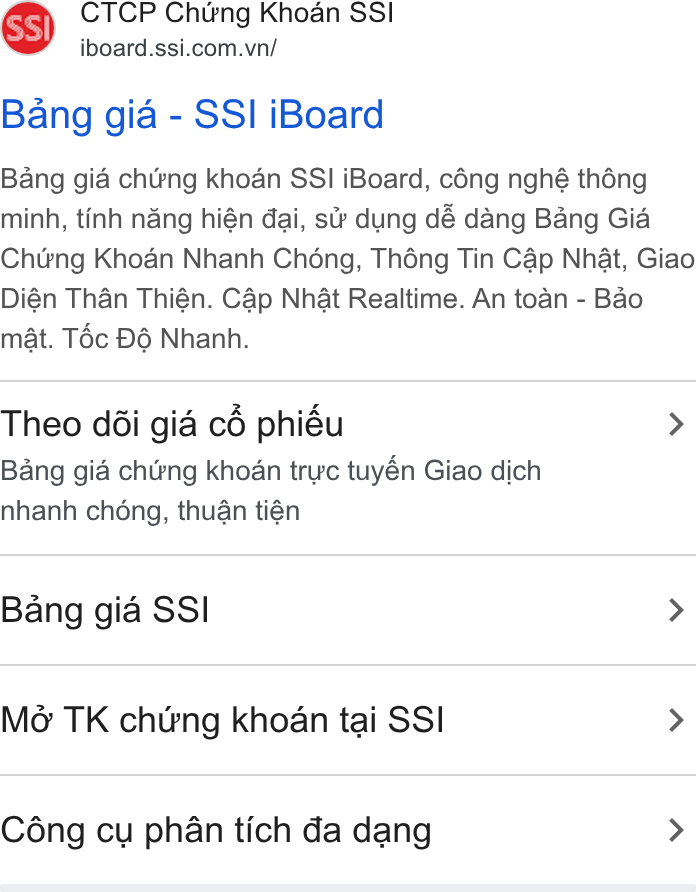 SSI
CTCP Chứng Khoán SSI
iboard.ssi.com.vn/
Bảng giá - SSI iBoard
Bảng giá chứng khoán SSI iBoard, công nghệ thông
minh, tính năng hiện đại, sử dụng dễ dàng Bảng Giá
Chứng Khoán Nhanh Chóng, Thông Tin Cập Nhật, Giao
Diện Thân Thiện. Cập Nhật Realtime. An toàn - Bảo
mật. Tốc Độ Nhanh.
Theo dõi giá cổ phiếu
Bảng giá chứng khoán trực tuyến Giao dịch
nhanh chóng, thuận tiện
Bảng giá SSI
Mở TK chứng khoán tại SSI
Công cụ phân tích đa dạng